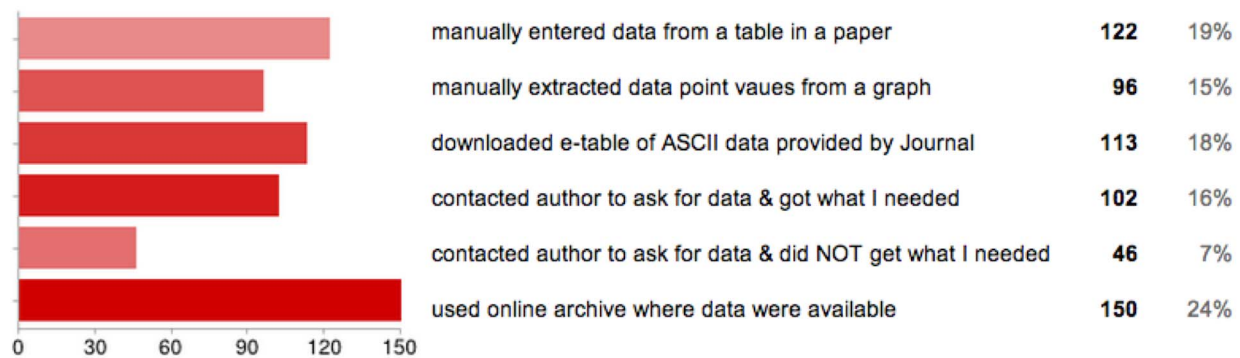 manually entered data from a table in a paper 122 19%
manually extracted data point vaues from a graph 96 15%
downloaded e-table of ASCII data provided by Journal 113 18%
contacted author to ask for data & got what I needed 102 16%
contacted author to ask for data & did NOT get what I needed 46 7%
used online archive where data were available 150 24%
0 30 60 90 120 150